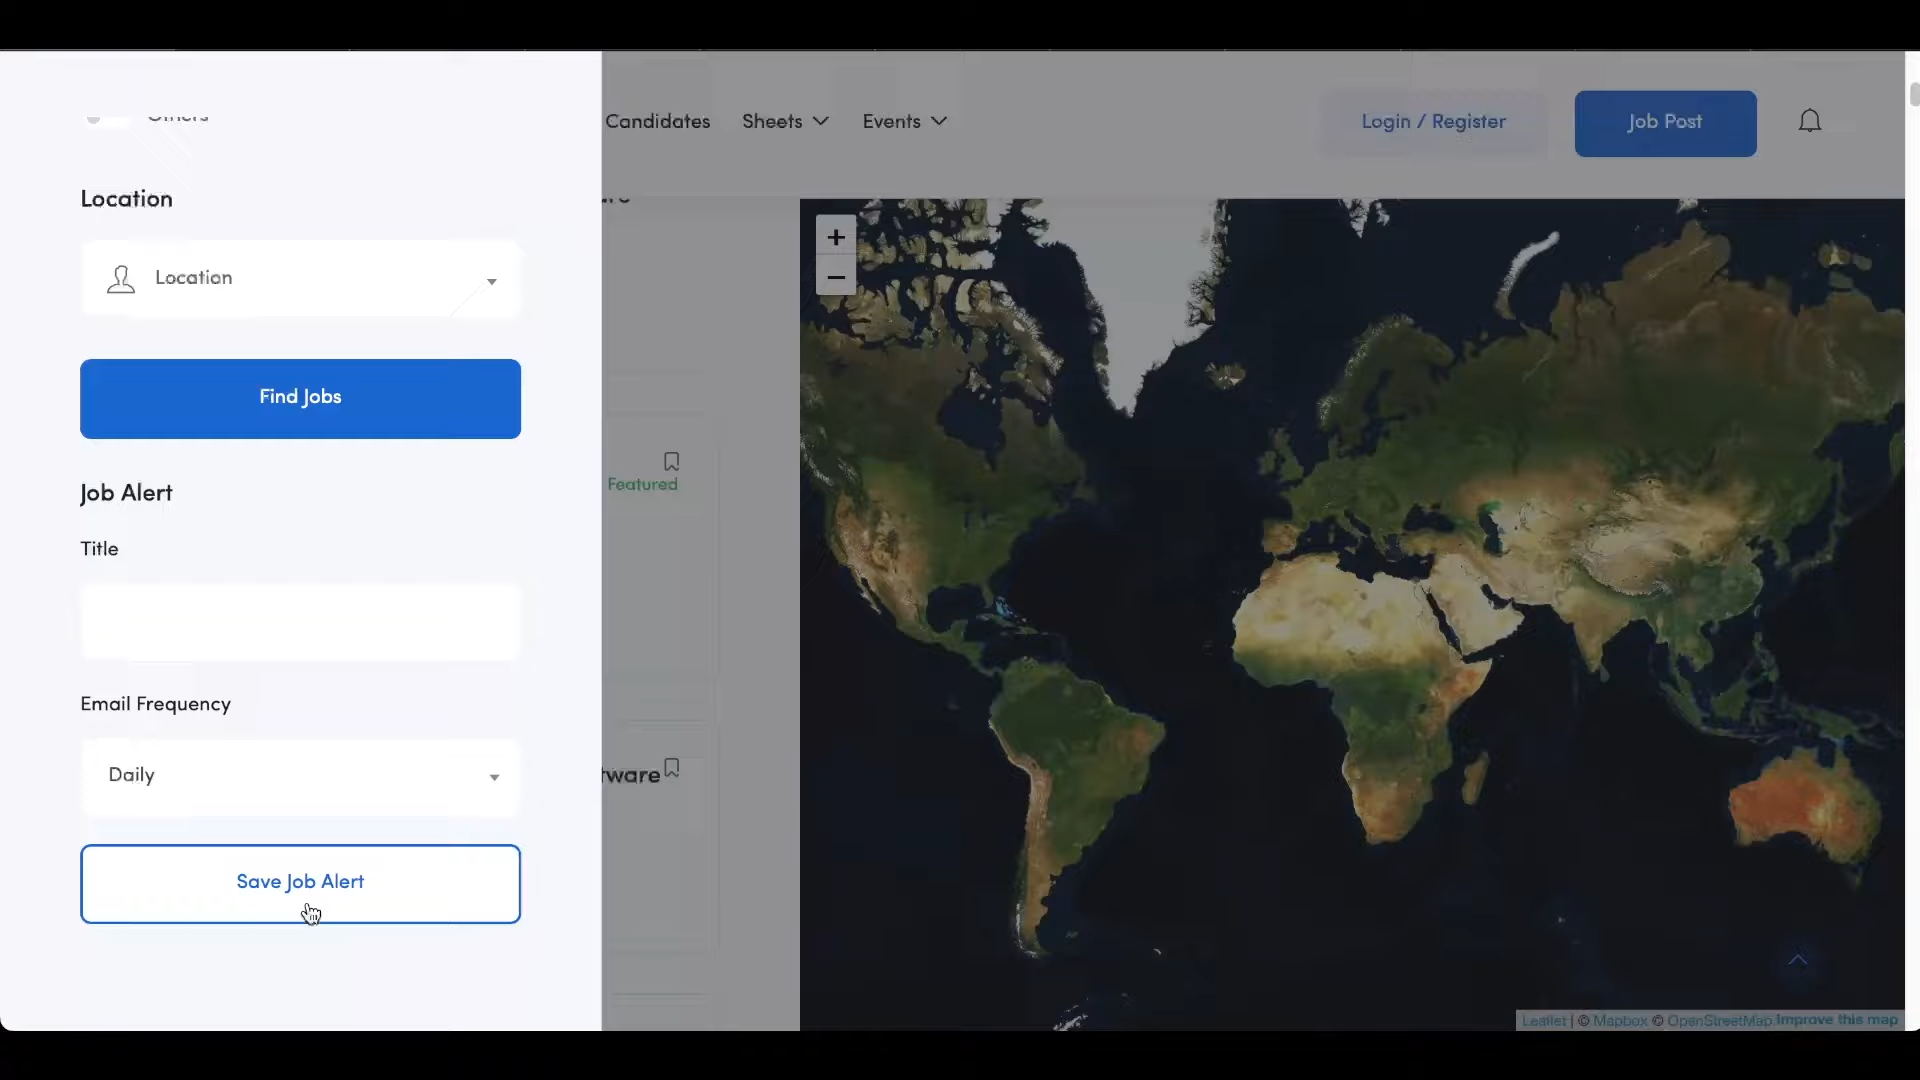 Others
Candidates
Sheets
Events
Login / Register
Job Post
Location
Location
Find Jobs
Featured
Job Alert
Title
Email Frequency
Daily
tware
Save Job Alert
+
−
Leaflet | © Mapbox © OpenStreetMap Improve this map